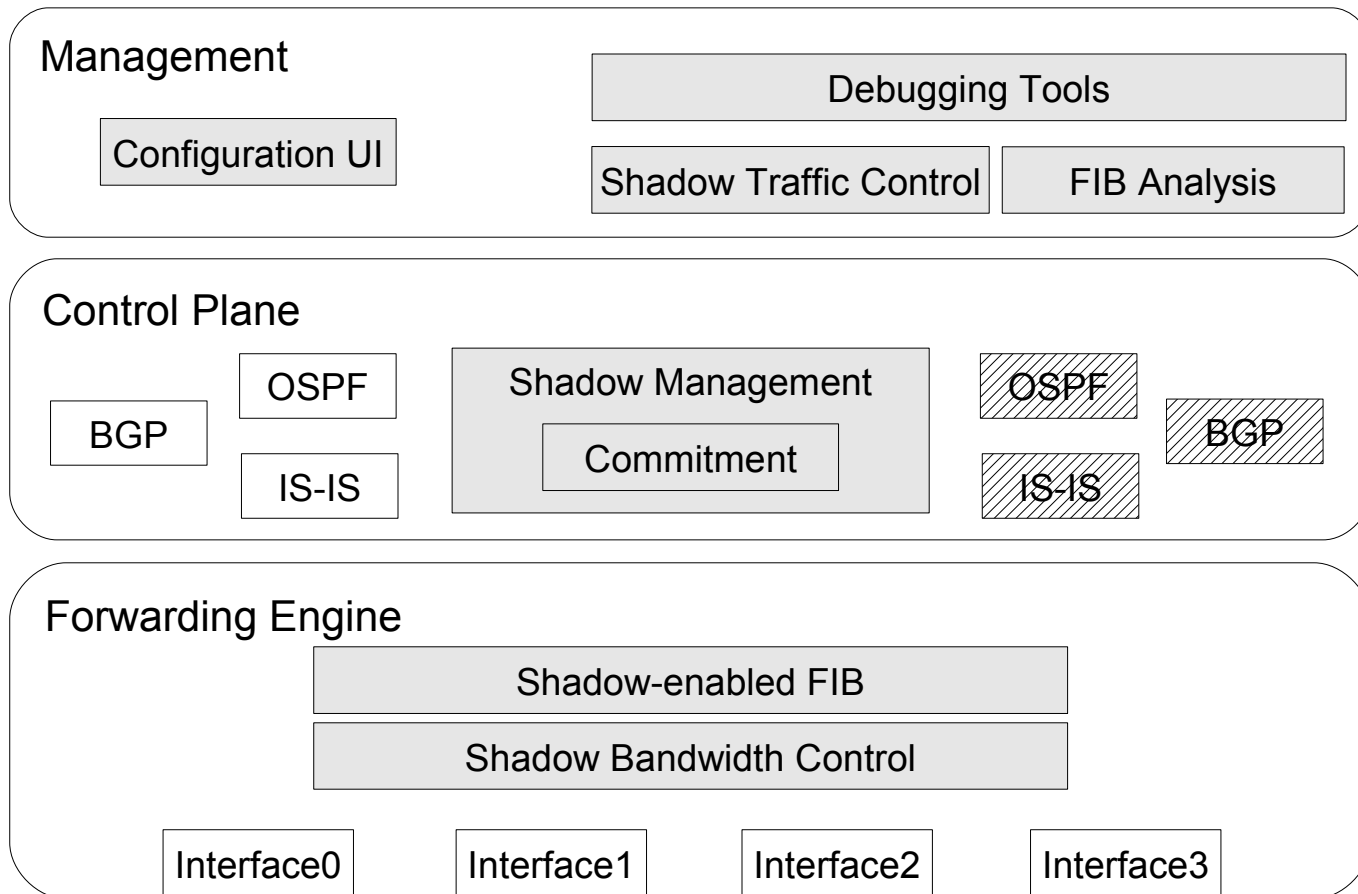 Management
Debugging Tools
Configuration UI
Shadow Traffic Control
FIB Analysis
Control Plane
OSPF
Shadow Management
OSPF
BGP
Commitment
BGP
IS-IS
IS-IS
Forwarding Engine
Shadow-enabled FIB
Shadow Bandwidth Control
Interface0
Interface1
Interface2
Interface3